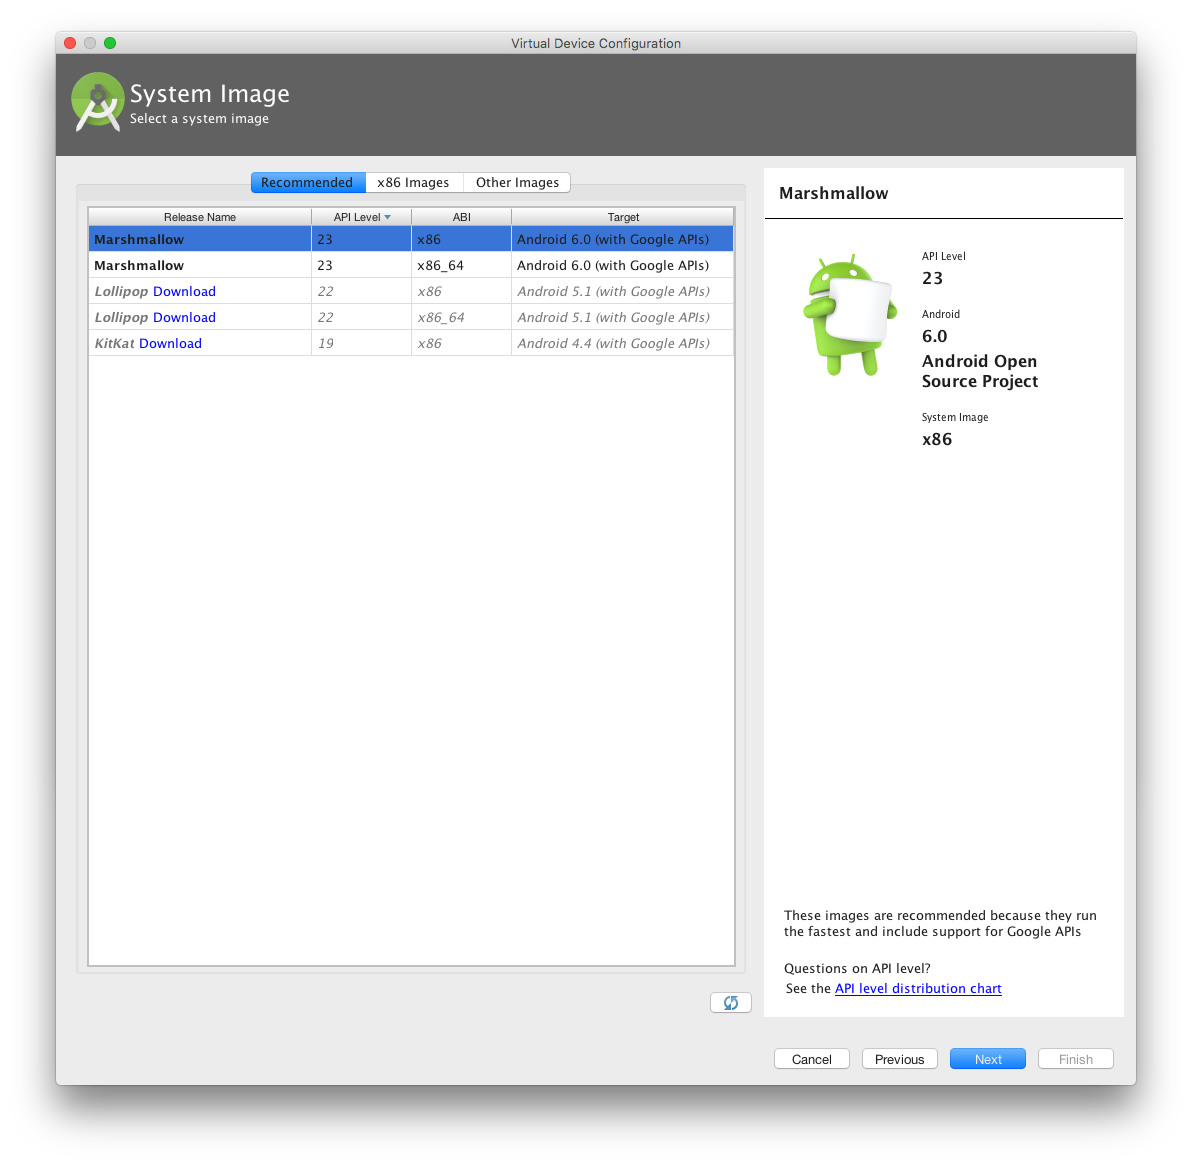 Virtual Device Configuration
System Image
Select a system image
Recommended x86 Images Other Images
Release Name API Level ABI Target
Marshmallow 23 x86 Android 6.0 (with Google APIs)
Marshmallow 23 x86_64 Android 6.0 (with Google APIs)
Lollipop Download 22 x86 Android 5.1 (with Google APIs)
Lollipop Download 22 x86_64 Android 5.1 (with Google APIs)
KitKat Download 19 x86 Android 4.4 (with Google APIs)
Marshmallow
API Level
23
Android
6.0
Android Open
Source Project
System Image
x86
These images are recommended because they run
the fastest and include support for Google APIs
Questions on API level?
See the API level distribution chart
Cancel Previous Next Finish